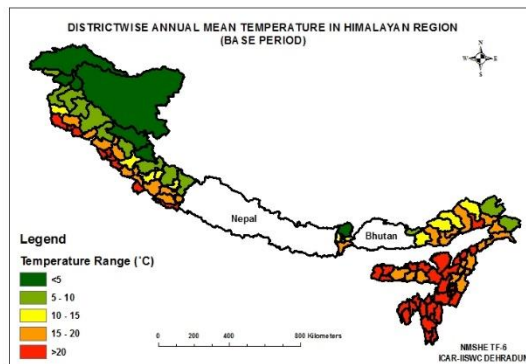 DISTRICTWISE ANNUAL MEAN TEMPERATURE IN HIMALAYAN REGION
(BASE PERIOD)
N
W
E
S
Nepal
Bhutan
Legend
Temperature Range (˚C)
<5
5 - 10
10 - 15
15 - 20
>20
0 200 400 800 Kilometers
NMSHE TF-6
ICAR-IISWC DEHRADUN